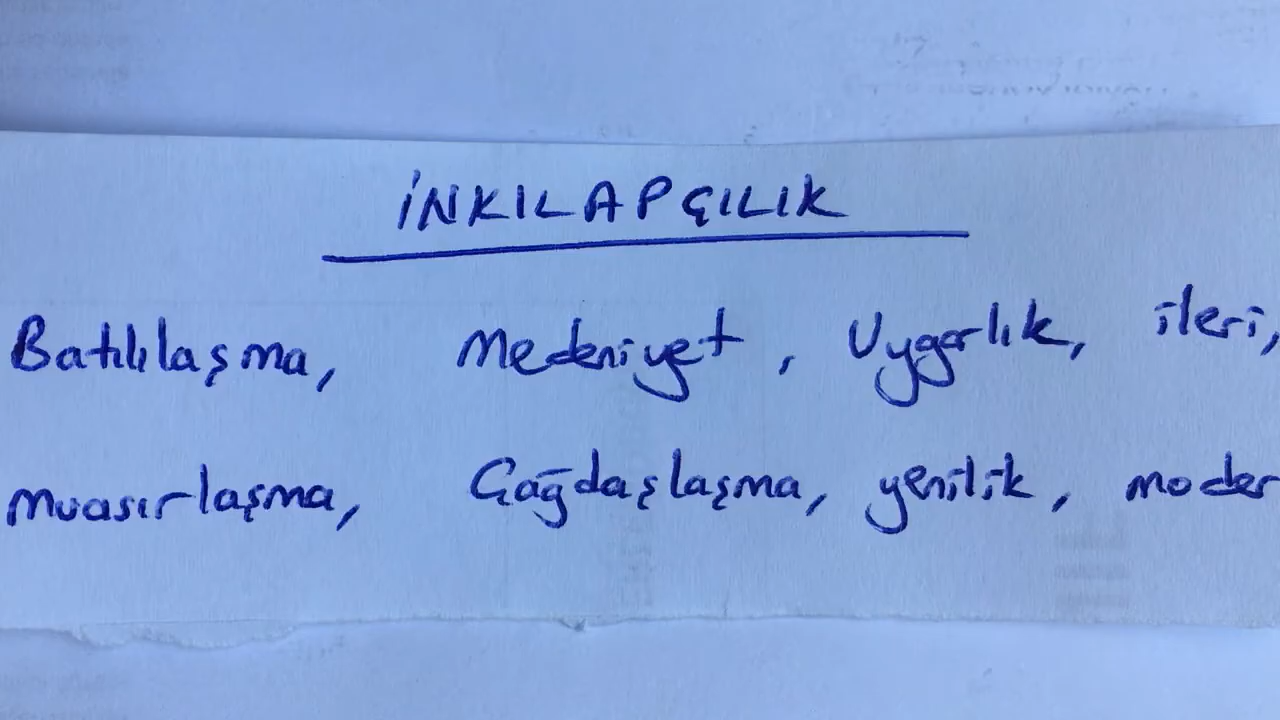 İNKILAPÇILIK
Batılılaşma, Medeniyet, Uygarlık, ileri,
Muasırlaşma, Çağdaşlaşma, yenilik, moder